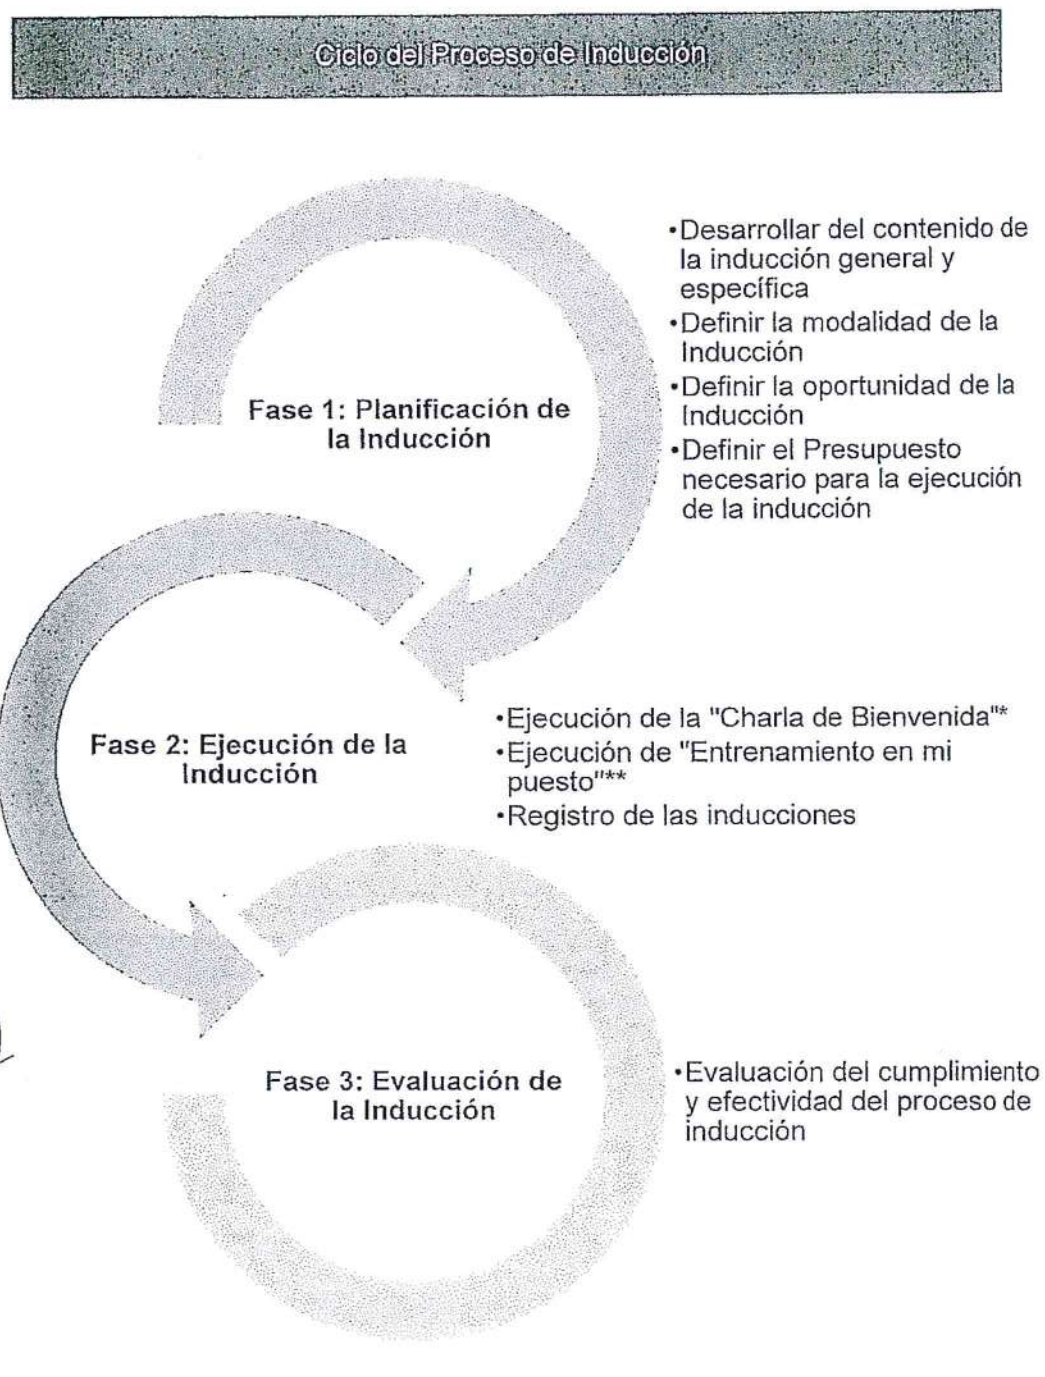 Ciclo del Proceso de Inducción
•Desarrollar del contenido de
la inducción general y
específica
•Definir la modalidad de la
Inducción
•Definir la oportunidad de la
Inducción
•Definir el Presupuesto
necesario para la ejecución
de la inducción
Fase 1: Planificación de
la Inducción
Fase 2: Ejecución de la
Inducción
•Ejecución de la "Charla de Bienvenida"*
•Ejecución de "Entrenamiento en mi
puesto"**
•Registro de las inducciones
Fase 3: Evaluación de
la Inducción
•Evaluación del cumplimiento
y efectividad del proceso de
inducción